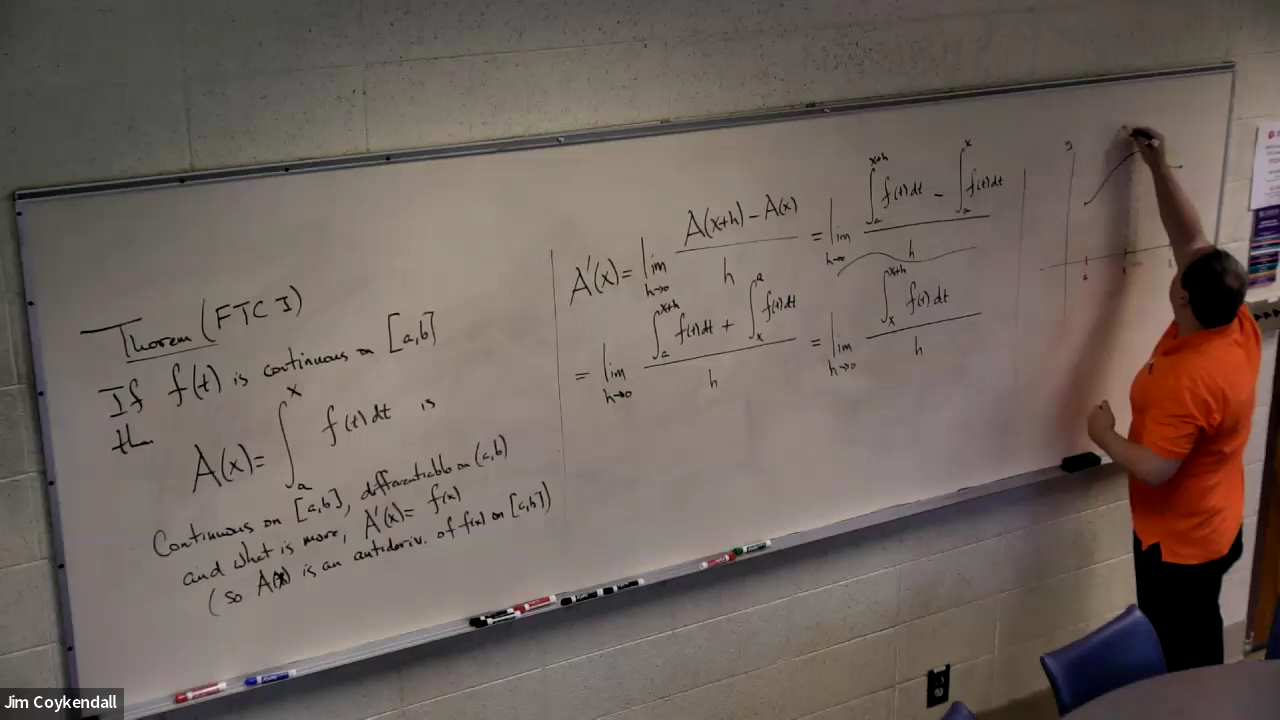 Theorem (FTC I)
If f(t) is continuous on [a,b]
then
A(x) = ∫_a^x f(t) dt is
Continuous on [a,b], differentiable on (a,b)
and what is more, A'(x) = f(x)
(so A(x) is an antideriv. of f(x) on [a,b])
A'(x) = lim_{h→0} (A(x+h) - A(x)) / h = lim_{h→0} (∫_a^{x+h} f(t) dt - ∫_a^x f(t) dt) / h
= lim_{h→0} (∫_a^{x+h} f(t) dt + ∫_x^a f(t) dt) / h = lim_{h→0} (∫_x^{x+h} f(t) dt) / h
y
a
Jim Coykendall